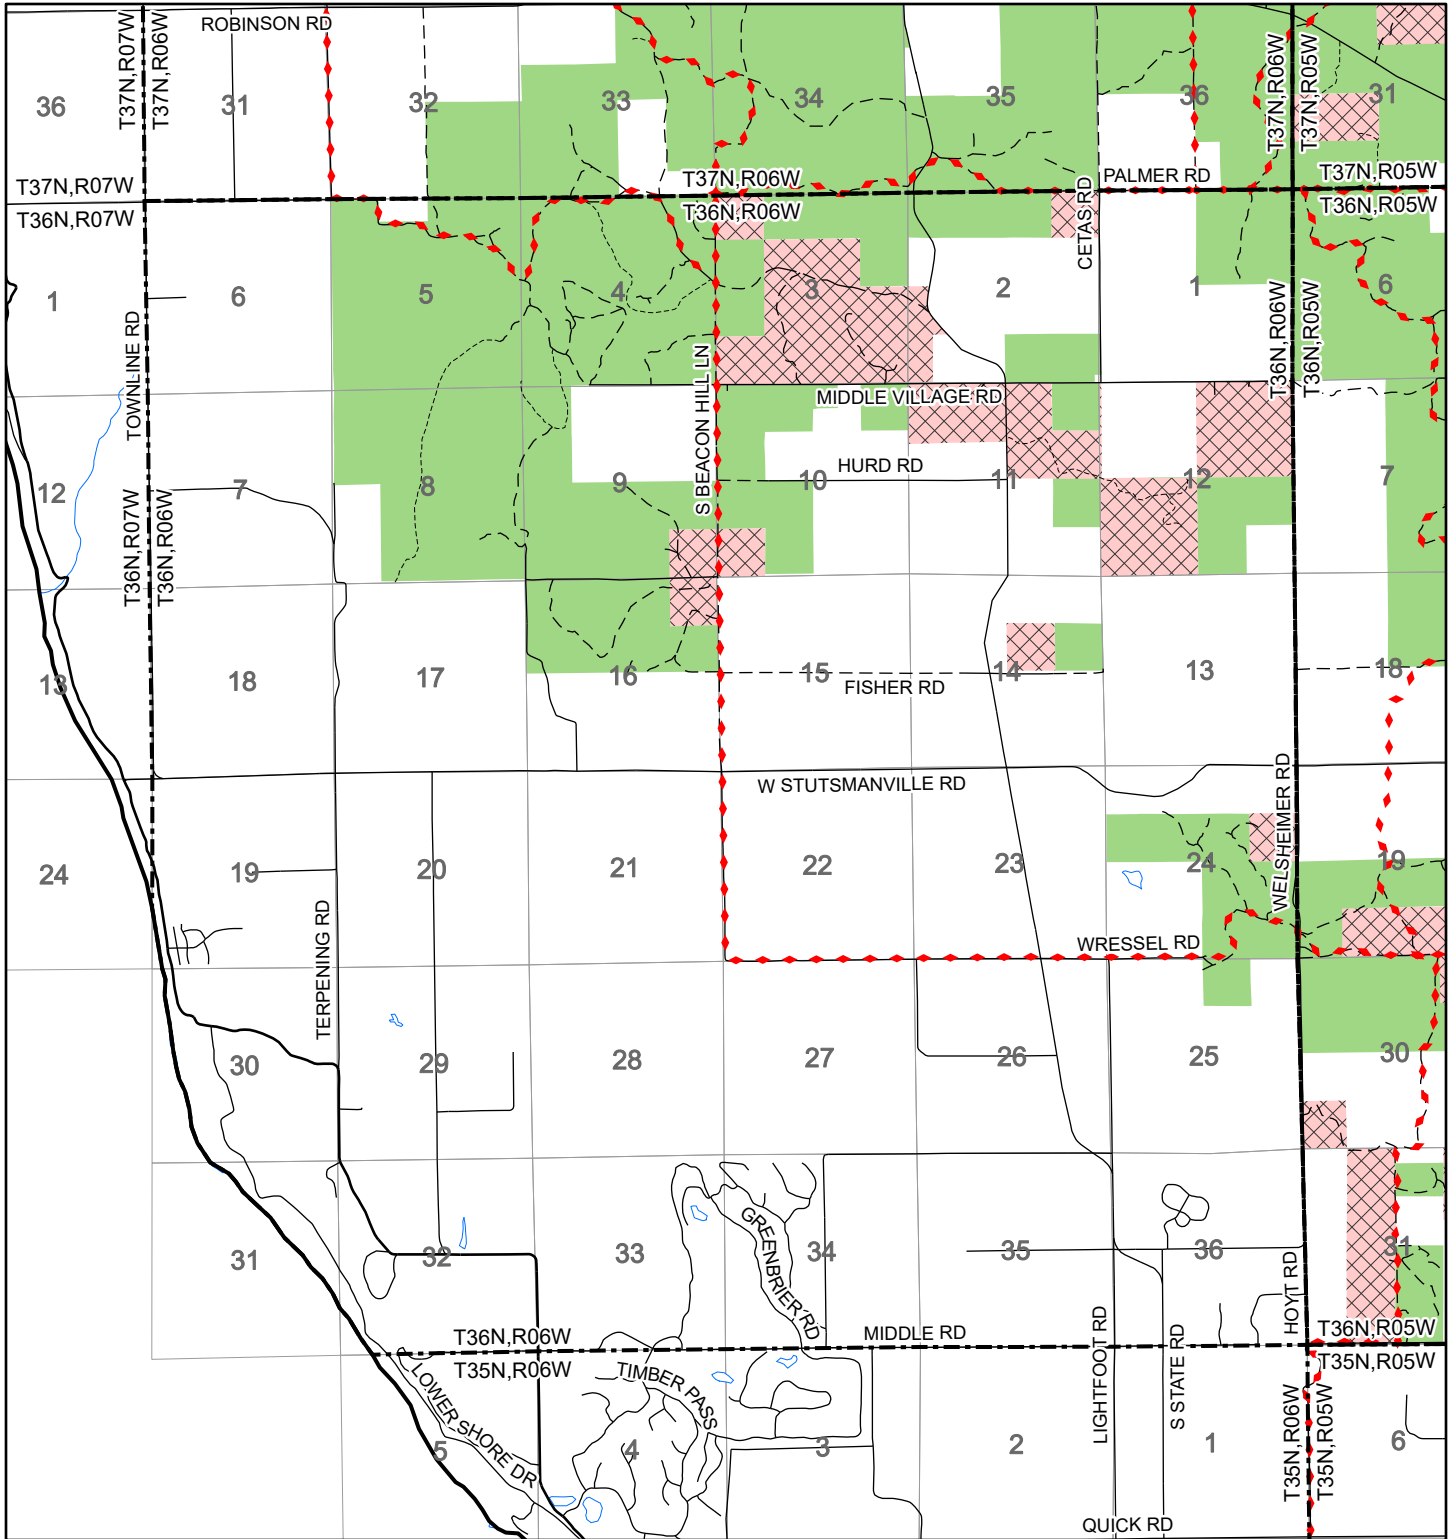 ROBINSON RD
T37N,R07W
T37N,R06W
T37N,R06W
T37N,R05W
36
31
32
33
34
35
36
31
T37N,R07W
T37N,R06W
PALMER RD
T37N,R05W
T36N,R07W
T36N,R06W
T36N,R05W
CETAS RD
1
6
5
4
3
2
1
6
TOWNLINE RD
S BEACON HILL LN
T36N,R06W
T36N,R05W
MIDDLE VILLAGE RD
HURD RD
12
7
8
9
10
11
12
7
T36N,R07W
T36N,R06W
13
18
17
16
15
14
13
18
FISHER RD
W STUTSMANVILLE RD
WELSHEIMER RD
24
19
20
21
22
23
24
19
TERPENING RD
WRESSEL RD
30
29
28
27
26
25
30
GREENBRIER RD
31
32
33
34
35
36
31
HOYT RD
LIGHTFOOT RD
S STATE RD
T36N,R06W
MIDDLE RD
T36N,R05W
T35N,R06W
T35N,R05W
TIMBER PASS
LOWER SHORE DR
T35N,R06W
T35N,R05W
5
4
3
2
1
6
QUICK RD